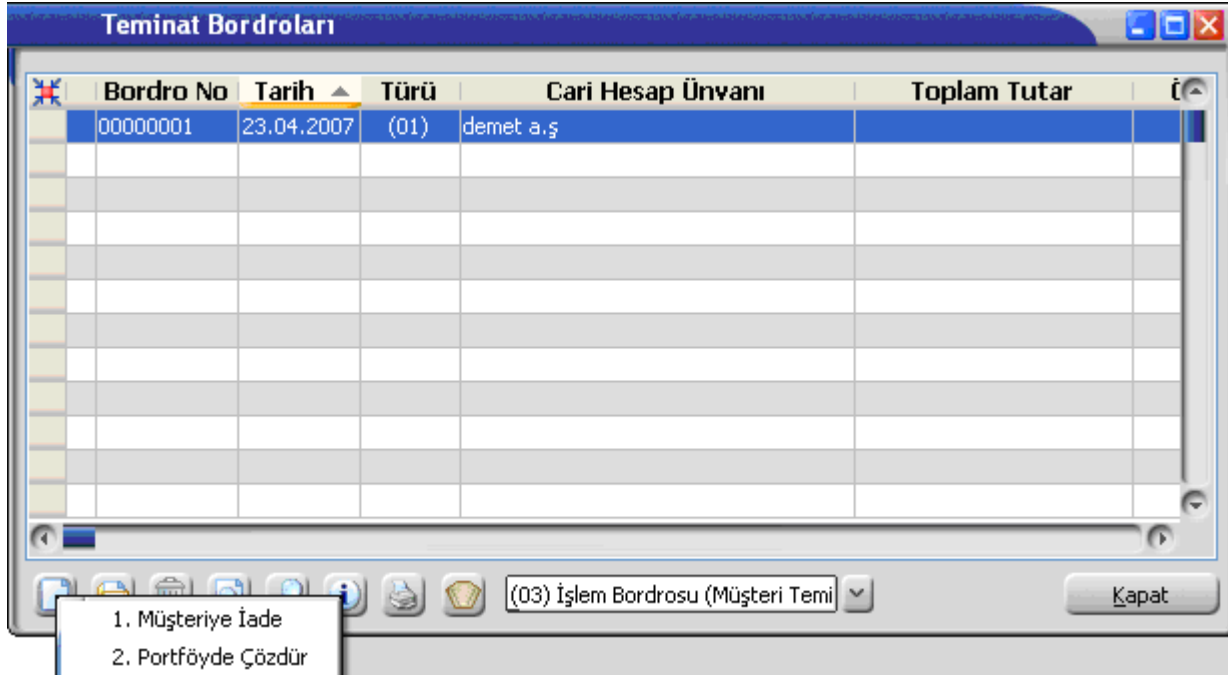 Teminat Bordroları
Bordro No Tarih Türü Cari Hesap Ünvanı Toplam Tutar
00000001 23.04.2007 (01) demet a.ş
(03) İşlem Bordrosu (Müşteri Temi
Kapat
1. Müşteriye İade
2. Portföyde Çözdür